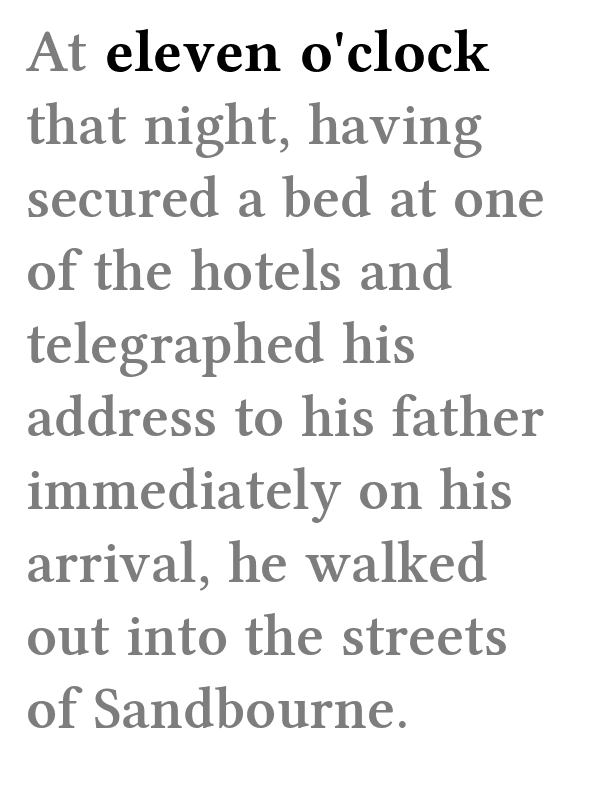 At eleven o'clock
that night, having
secured a bed at one
of the hotels and
telegraphed his
address to his father
immediately on his
arrival, he walked
out into the streets
of Sandbourne.